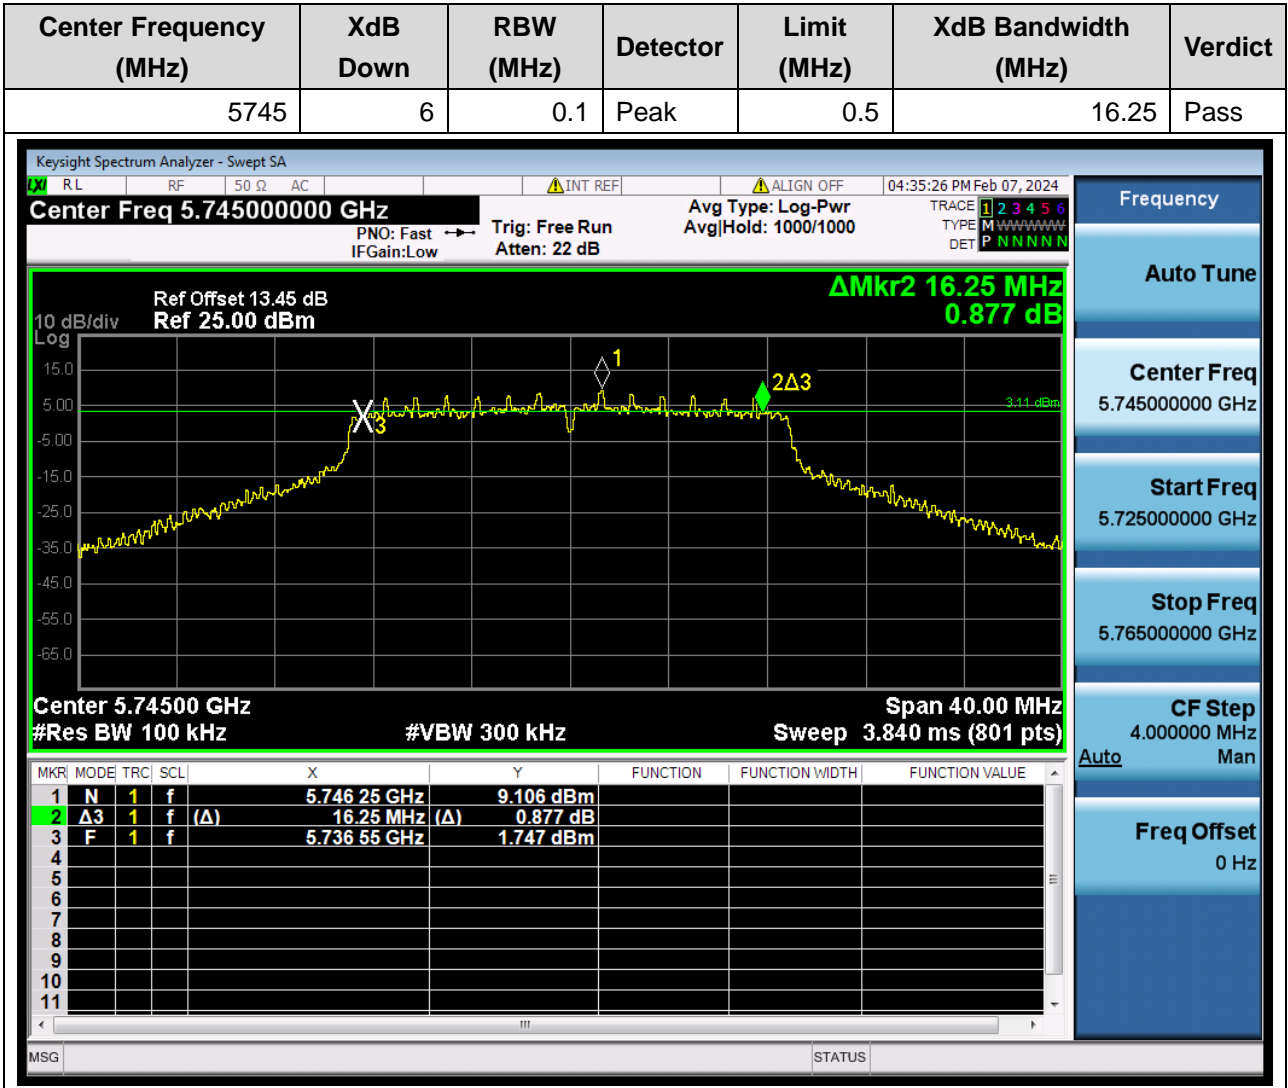 Center Frequency (MHz) XdB Down RBW (MHz) Detector Limit (MHz) XdB Bandwidth (MHz) Verdict
5745 6 0.1 Peak 0.5 16.25 Pass
Keysight Spectrum Analyzer - Swept SA
LXI RL RF 50 Ω AC INT REF ALIGN OFF 04:35:26 PM Feb 07, 2024
Center Freq 5.745000000 GHz
PNO: Fast
IFGain:Low
Trig: Free Run
Atten: 22 dB
Avg Type: Log-Pwr
Avg|Hold: 1000/1000
TRACE 1 2 3 4 5 6
TYPE M W W W W W
DET P N N N N N
ΔMkr2 16.25 MHz
0.877 dB
Ref Offset 13.45 dB
Ref 25.00 dBm
10 dB/div
Log
15.0
5.00
-5.00
-15.0
-25.0
-35.0
-45.0
-55.0
-65.0
1
2Δ3
3
3.11 dBm
Center 5.74500 GHz
Span 40.00 MHz
#Res BW 100 kHz
#VBW 300 kHz
Sweep 3.840 ms (801 pts)
MKR MODE TRC SCL X Y FUNCTION FUNCTION WIDTH FUNCTION VALUE
1 N 1 f 5.746 25 GHz 9.106 dBm
2 Δ3 1 f (Δ) 16.25 MHz (Δ) 0.877 dB
3 F 1 f 5.736 55 GHz 1.747 dBm
4
5
6
7
8
9
10
11
MSG STATUS
Frequency
Auto Tune
Center Freq
5.745000000 GHz
Start Freq
5.725000000 GHz
Stop Freq
5.765000000 GHz
CF Step
4.000000 MHz
Auto Man
Freq Offset
0 Hz